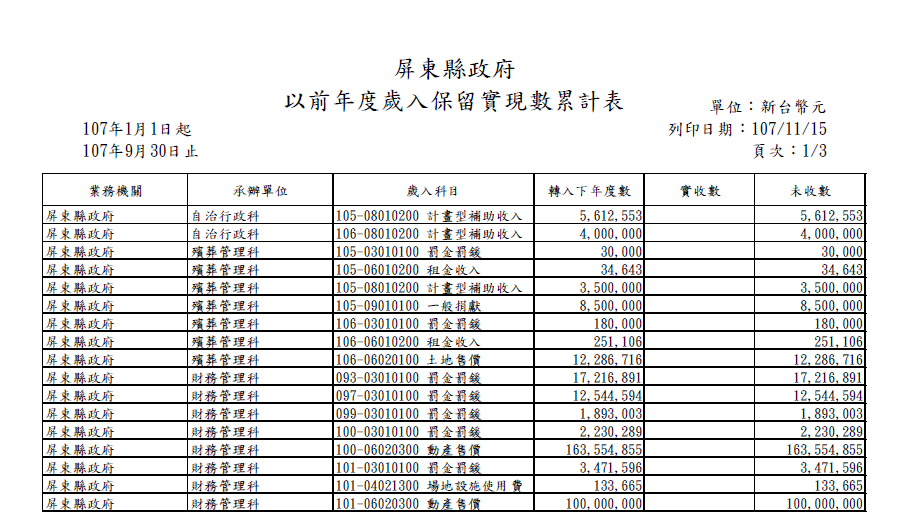 屏東縣政府
以前年度歲入保留實現數累計表
單位：新台幣元
107年1月1日起 列印日期：107/11/15
107年9月30日止 頁次：1/3
業務機關 承辦單位 歲入科目 轉入下年度數 實收數 未收數
屏東縣政府 自治行政科 105-08010200 計畫型補助收入 5,612,553 5,612,553
屏東縣政府 自治行政科 106-08010200 計畫型補助收入 4,000,000 4,000,000
屏東縣政府 殯葬管理科 105-03010100 罰金罰鍰 30,000 30,000
屏東縣政府 殯葬管理科 105-06010200 租金收入 34,643 34,643
屏東縣政府 殯葬管理科 105-08010200 計畫型補助收入 3,500,000 3,500,000
屏東縣政府 殯葬管理科 105-09010100 一般捐獻 8,500,000 8,500,000
屏東縣政府 殯葬管理科 106-03010100 罰金罰鍰 180,000 180,000
屏東縣政府 殯葬管理科 106-06010200 租金收入 251,106 251,106
屏東縣政府 殯葬管理科 106-06020100 土地售價 12,286,716 12,286,716
屏東縣政府 財務管理科 093-03010100 罰金罰鍰 17,216,891 17,216,891
屏東縣政府 財務管理科 097-03010100 罰金罰鍰 12,544,594 12,544,594
屏東縣政府 財務管理科 099-03010100 罰金罰鍰 1,893,003 1,893,003
屏東縣政府 財務管理科 100-03010100 罰金罰鍰 2,230,289 2,230,289
屏東縣政府 財務管理科 100-06020300 動產售價 163,554,855 163,554,855
屏東縣政府 財務管理科 101-03010100 罰金罰鍰 3,471,596 3,471,596
屏東縣政府 財務管理科 101-04021300 場地設施使用費 133,665 133,665
屏東縣政府 財務管理科 101-06020300 動產售價 100,000,000 100,000,000